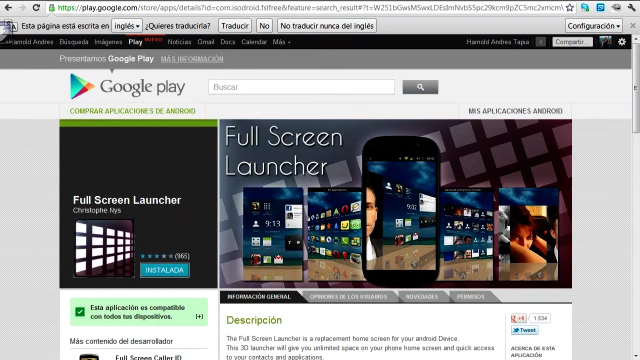 https://play.google.com/store/apps/details?id=com.isodroid.fslfree&feature=search_result#?t=W251bGwsMSwxLDEsImNvbS5pc29kcm9pZC5mc2xmcmVl
Esta página está escrita en inglés ¿Quieres traducirla? Traducir No No traducir nunca del inglés Configuración
Harnold Andres Búsqueda Imágenes Play NUEVO Noticias Gmail Docs Calendar Más Harnold Andres Tapia 1 Compartir...
Presentamos Google Play. MÁS INFORMACIÓN
Google play Buscar
COMPRAR APLICACIONES DE ANDROID MIS APLICACIONES ANDROID
Full Screen
Launcher
Full Screen Launcher
Christophe Nys
(965)
INSTALADA
9:13
9:02
INFORMACIÓN GENERAL OPINIONES DE LOS USUARIOS NOVEDADES PERMISOS
Esta aplicación es compatible
con todos tus dispositivos. [+]
Más contenido del desarrollador
Full Screen Caller ID
Descripción
The Full Screen Launcher is a replacement home screen for your android Device.
This 3D launcher will give you unlimited space on your phone home screen and quick access
to your contacts and applications.
+1 1.534
Tweet
ACERCA DE ESTA
APLICACIÓN